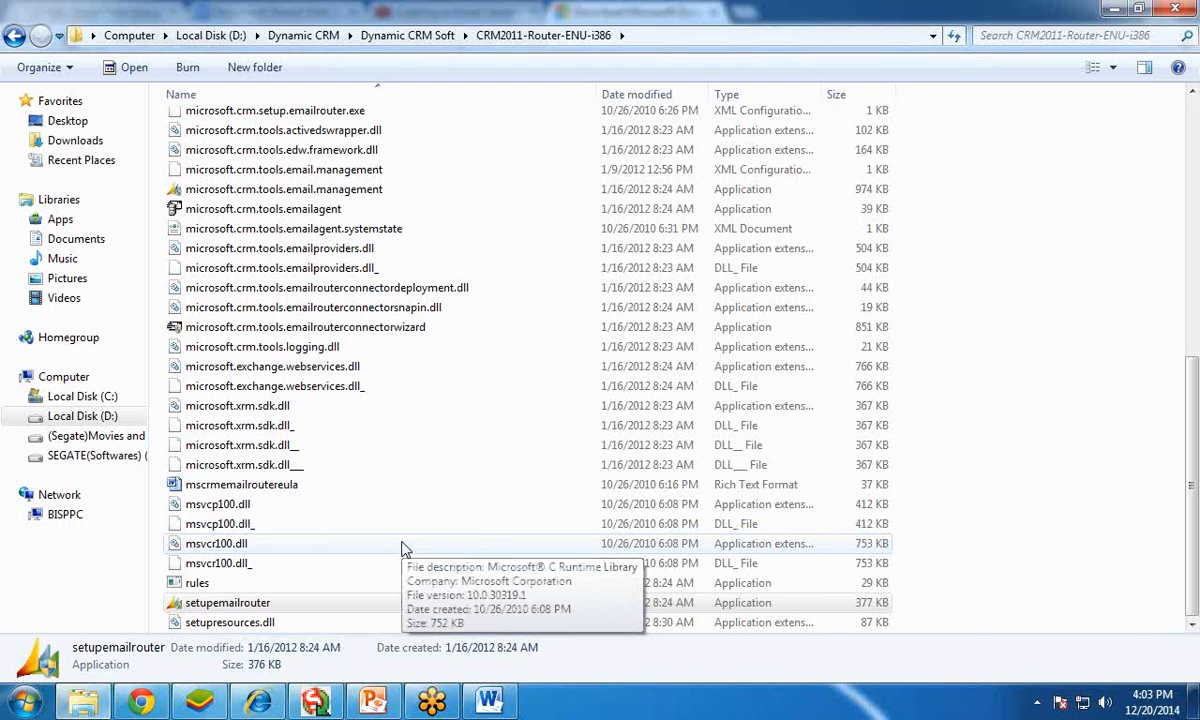 Computer Local Disk (D:) Dynamic CRM Dynamic CRM Soft CRM2011-Router-ENU-i386 Search CRM2011-Router-ENU-i386
Organize Open Burn New folder
Name Date modified Type Size
microsoft.crm.setup.emailrouter.exe 10/26/2010 6:26 PM XML Configuratio... 1 KB
microsoft.crm.tools.activedswrapper.dll 1/16/2012 8:23 AM Application extens... 102 KB
microsoft.crm.tools.edw.framework.dll 1/16/2012 8:23 AM Application extens... 164 KB
microsoft.crm.tools.email.management 1/9/2012 12:56 PM XML Configuratio... 1 KB
microsoft.crm.tools.email.management 1/16/2012 8:24 AM Application 974 KB
microsoft.crm.tools.emailagent 1/16/2012 8:24 AM Application 39 KB
microsoft.crm.tools.emailagent.systemstate 10/26/2010 6:31 PM XML Document 1 KB
microsoft.crm.tools.emailproviders.dll 1/16/2012 8:23 AM Application extens... 504 KB
microsoft.crm.tools.emailproviders.dll_ 1/16/2012 8:23 AM DLL_ File 504 KB
microsoft.crm.tools.emailrouterconnectordeployment.dll 1/16/2012 8:23 AM Application extens... 44 KB
microsoft.crm.tools.emailrouterconnectorsnapin.dll 1/16/2012 8:23 AM Application extens... 19 KB
microsoft.crm.tools.emailrouterconnectorwizard 1/16/2012 8:23 AM Application 851 KB
microsoft.crm.tools.logging.dll 1/16/2012 8:23 AM Application extens... 21 KB
microsoft.exchange.webservices.dll 1/16/2012 8:23 AM Application extens... 766 KB
microsoft.exchange.webservices.dll_ 1/16/2012 8:23 AM DLL_ File 766 KB
microsoft.xrm.sdk.dll 1/16/2012 8:23 AM Application extens... 367 KB
microsoft.xrm.sdk.dll_ 1/16/2012 8:23 AM DLL_ File 367 KB
microsoft.xrm.sdk.dll__ 1/16/2012 8:23 AM DLL__ File 367 KB
microsoft.xrm.sdk.dll___ 1/16/2012 8:23 AM DLL___ File 367 KB
mscrmemailroutereula 10/26/2010 6:16 PM Rich Text Format 37 KB
msvcp100.dll 10/26/2010 6:08 PM Application extens... 412 KB
msvcp100.dll_ 10/26/2010 6:08 PM DLL_ File 412 KB
msvcr100.dll 10/26/2010 6:08 PM Application extens... 753 KB
msvcr100.dll_ 6:08 PM DLL_ File 753 KB
rules 8:24 AM Application 29 KB
setupemailrouter 8:24 AM Application 377 KB
setupresources.dll 8:30 AM Application extens... 87 KB
File description: Microsoft® C Runtime Library
Company: Microsoft Corporation
File version: 10.0.30319.1
Date created: 10/26/2010 6:08 PM
Size: 752 KB
Favorites
Desktop
Downloads
Recent Places
Libraries
Apps
Documents
Music
Pictures
Videos
Homegroup
Computer
Local Disk (C:)
Local Disk (D:)
(Segate)Movies and
SEGATE(Softwares) (
Network
BISPPC
setupemailrouter Date modified: 1/16/2012 8:24 AM Date created: 1/16/2012 8:24 AM
Application Size: 376 KB
4:03 PM
12/20/2014